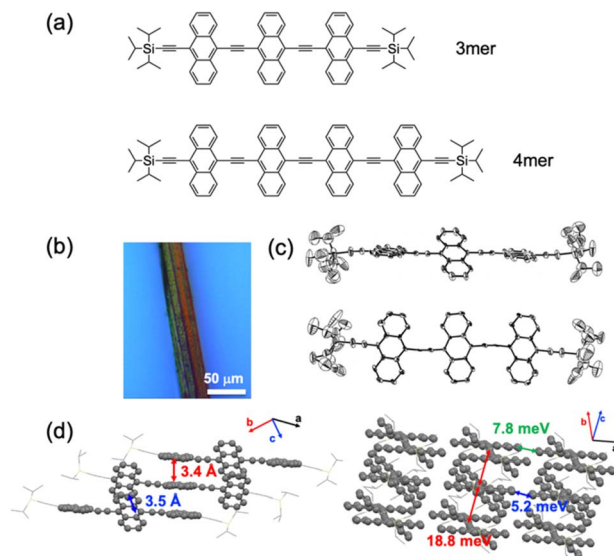 (a)
Si
Si
3mer
Si
Si
4mer
(b)
50 μm
(c)
(d)
b
a
c
3.4 Å
3.5 Å
b
c
7.8 meV
5.2 meV
18.8 meV